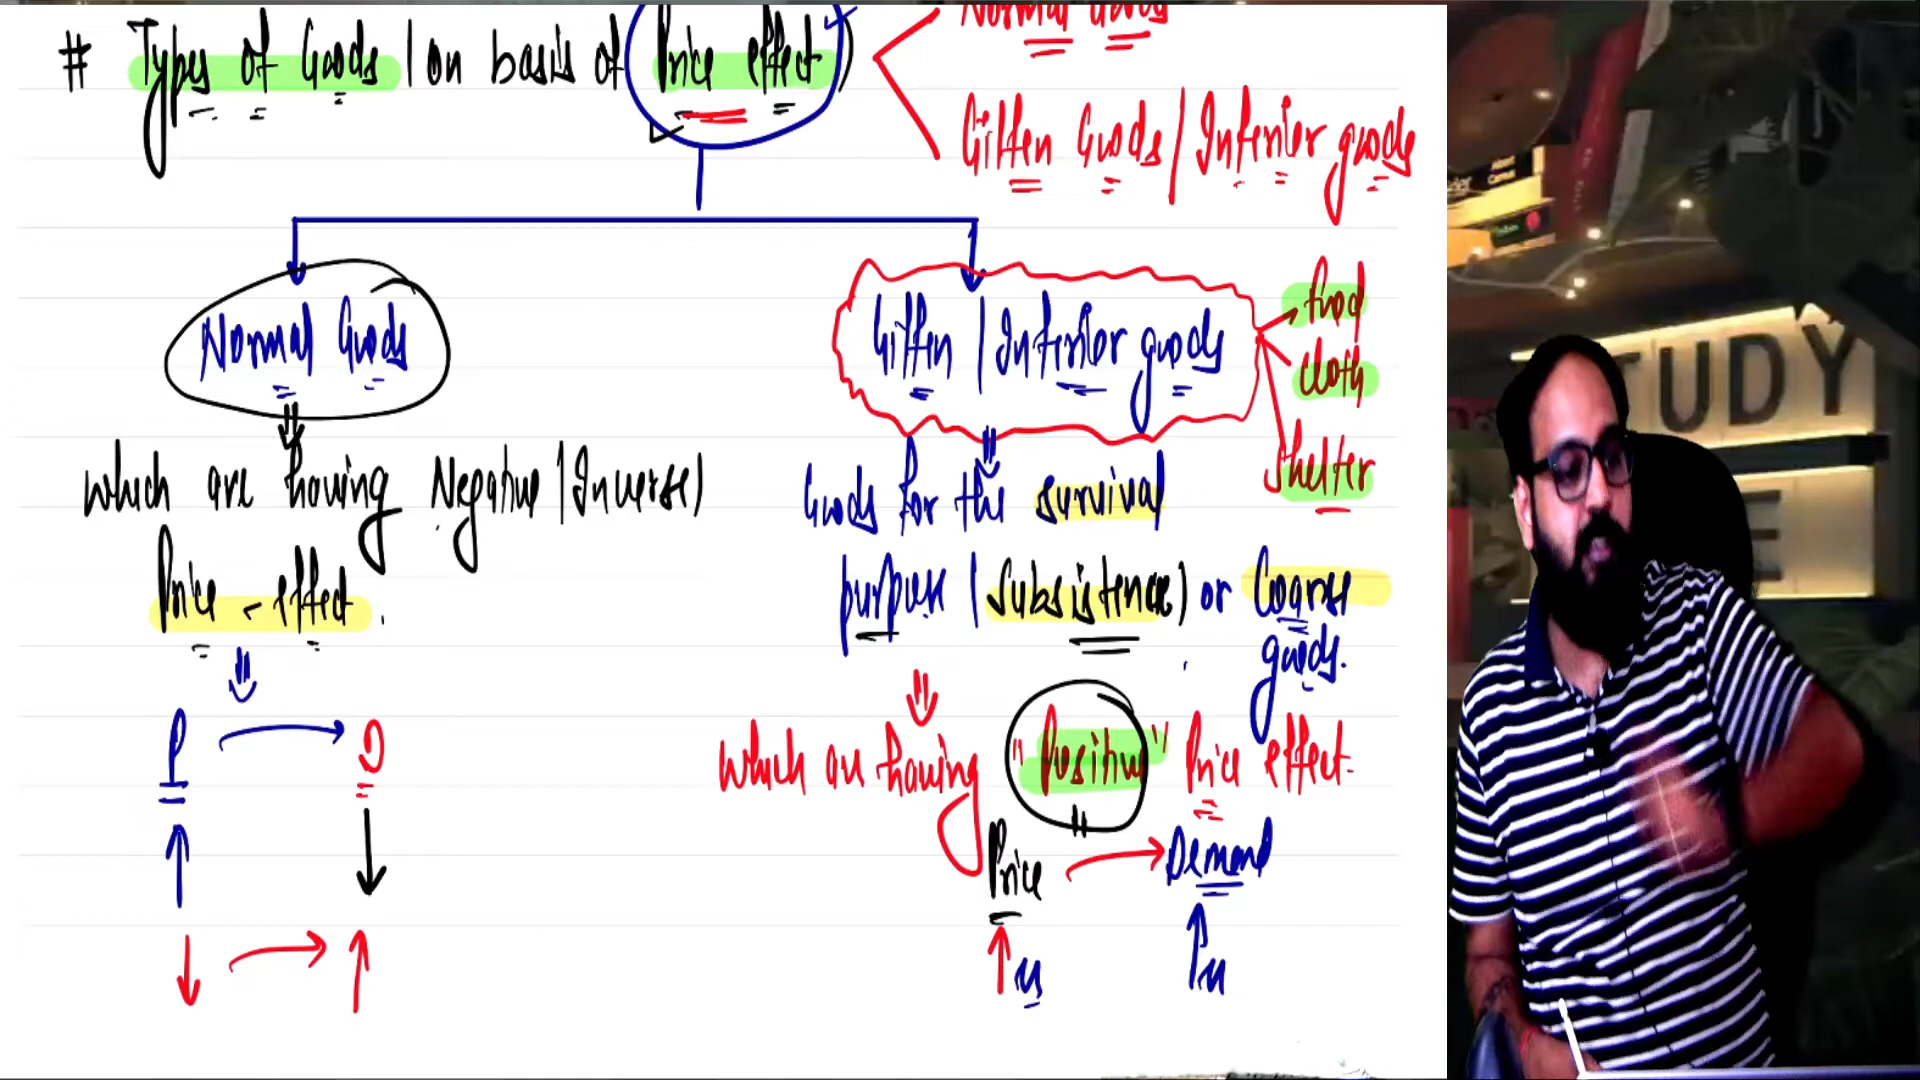 # Types of Goods (on basis of Price effect)
Normal Goods
Giffen Goods / Inferior goods
Normal Goods
Giffen / Inferior goods
food
cloth
shelter
which are having Negative (Inverse)
Price - effect.
P
D
Goods for the survival
purpose (subsistence) or Coarse
goods.
which are having "Positive" Price effect.
Price
Demand
STUDY
E